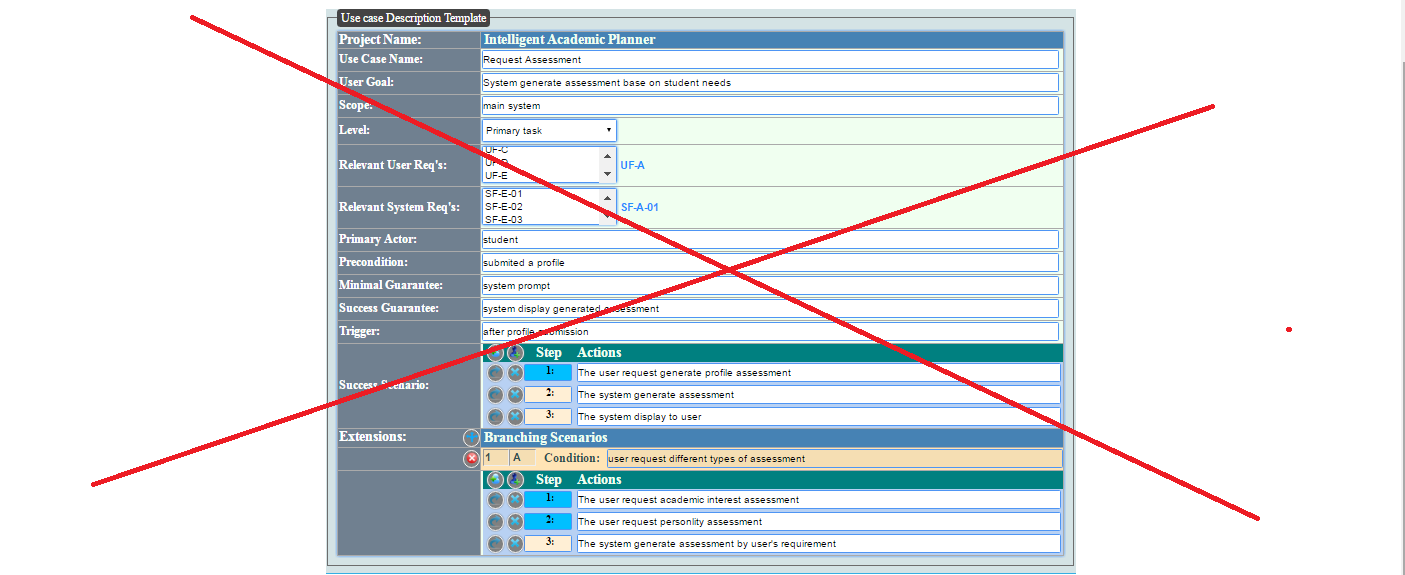 Use case Description Template
Project Name: Intelligent Academic Planner
Use Case Name: Request Assessment
User Goal: System generate assessment base on student needs
Scope: main system
Level: Primary task
Relevant User Req's: UF-C
UF-D
UF-E
UF-A
Relevant System Req's: SF-E-01
SF-E-02
SF-E-03
SF-A-01
Primary Actor: student
Precondition: submited a profile
Minimal Guarantee: system prompt
Success Guarantee: system display generated assessment
Trigger: after profile submission
Success Scenario:
Step Actions
1: The user request generate profile assessment
2: The system generate assessment
3: The system display to user
Extensions: Branching Scenarios
1 A Condition: user request different types of assessment
Step Actions
1: The user request academic interest assessment
2: The user request personlity assessment
3: The system generate assessment by user's requirement